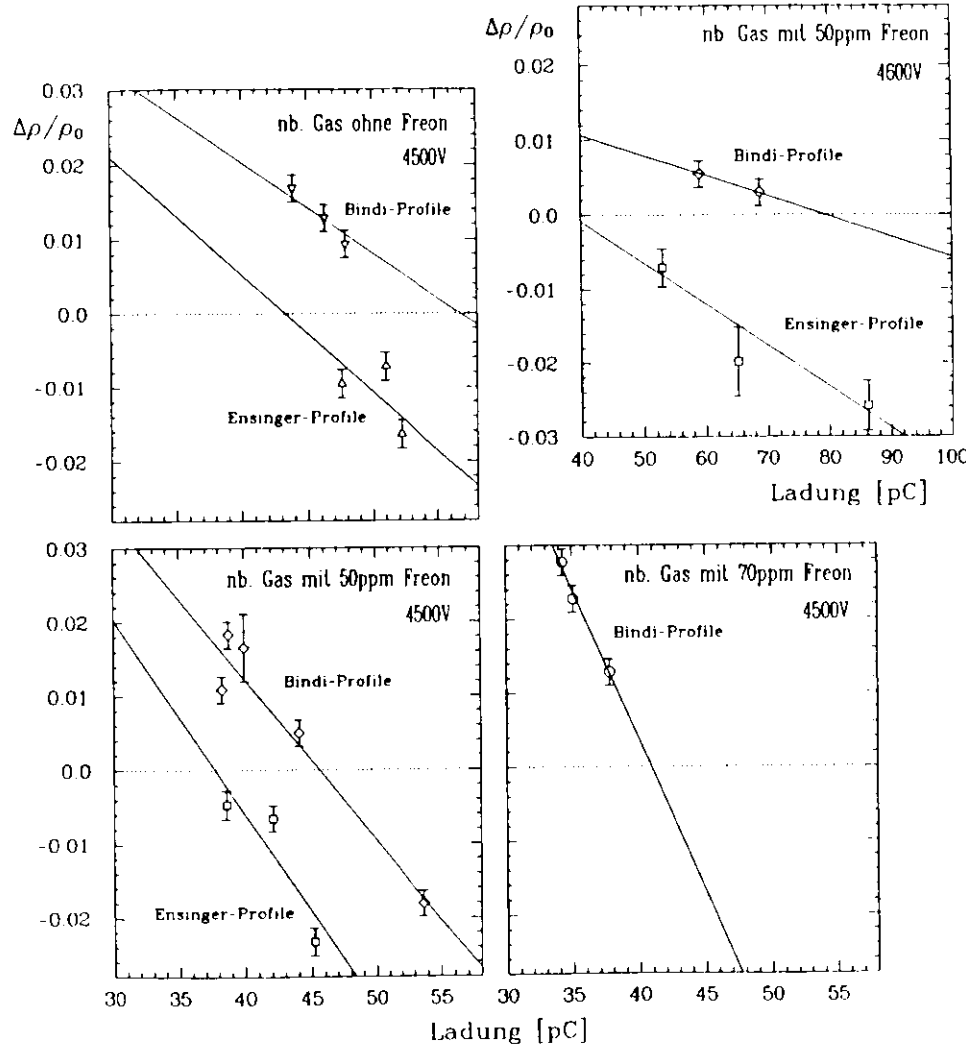 Δρ/ρ₀
nb. Gas ohne Freon
4500V
Bindi-Profile
Ensinger-Profile
0.03
0.02
0.01
0.0
-0.01
-0.02
Δρ/ρ₀
nb. Gas mit 50ppm Freon
4600V
Bindi-Profile
Ensinger-Profile
0.02
0.01
0.0
-0.01
-0.02
-0.03
40 50 60 70 80 90 100
Ladung [pC]
nb. Gas mit 50ppm Freon
4500V
Bindi-Profile
Ensinger-Profile
0.03
0.02
0.01
0.0
-0.01
-0.02
30 35 40 45 50 55
Ladung [pC]
nb. Gas mit 70ppm Freon
4500V
Bindi-Profile
30 35 40 45 50 55